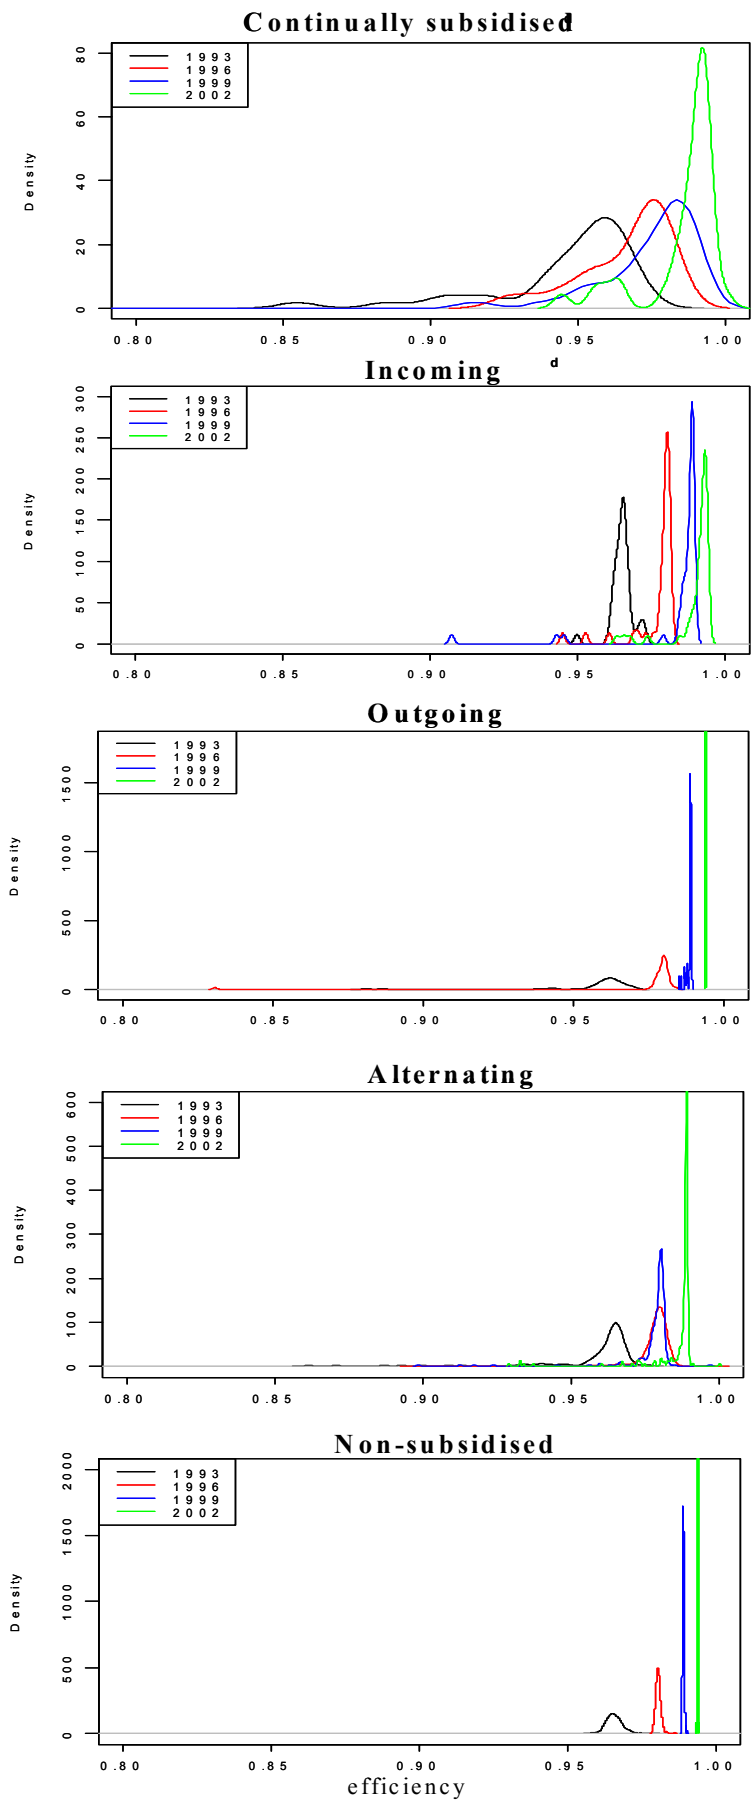 Continually subsidised
d
1993
1996
1999
2002
Density
80
60
40
20
0
0.80 0.85 0.90 0.95 1.00
Incoming
d
1993
1996
1999
2002
Density
300
250
200
150
100
50
0
0.80 0.85 0.90 0.95 1.00
Outgoing
1993
1996
1999
2002
Density
1500
1000
500
0
0.80 0.85 0.90 0.95 1.00
Alternating
1993
1996
1999
2002
Density
600
500
400
300
200
100
0
0.80 0.85 0.90 0.95 1.00
Non-subsidised
1993
1996
1999
2002
Density
2000
1500
1000
500
0
0.80 0.85 0.90 0.95 1.00
efficiency